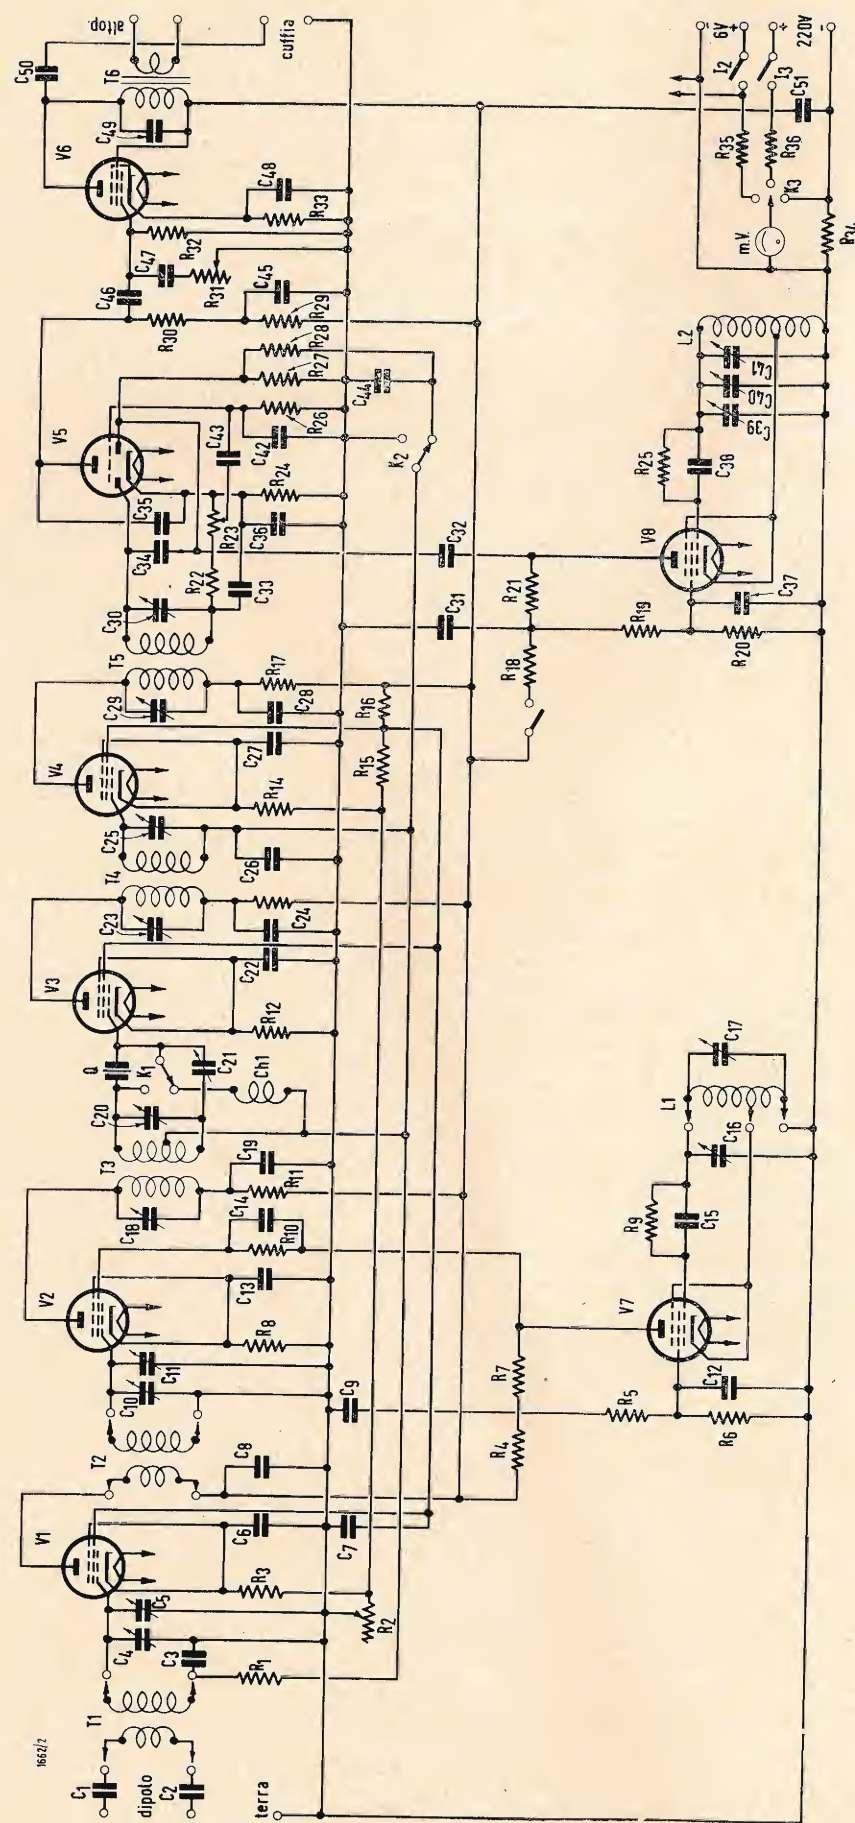 1662/2
C1
dipolo
C2
terra
T1
C4
C5
C3
R1
V1
R3
R2
C6
C7
T2
C8
C9
C10
C11
V2
R8
C13
C14
R10
C18
T3
C19
R11
C20
Q
K1
C21
Ch1
V3
R12
C22
C23
T4
C24
C25
C26
V4
R14
C27
R15
R16
C29
T5
C28
R17
C30
C34
C35
R22
C33
R23
V5
C36
R24
C43
C42
R26
K2
R27
R28
R29
C44
R30
C45
C46
C47
R31
R32
V6
R33
C48
C49
T6
C50
altop.
cuffia
R4
R7
R5
R6
V7
C12
R9
C15
C16
L1
C17
C31
C32
R18
R21
R19
R20
V8
C37
R25
C38
C39
C40
C41
L2
m.V.
K3
R34
R35
R36
C51
I2
I3
-
6V
+
+
220A
-